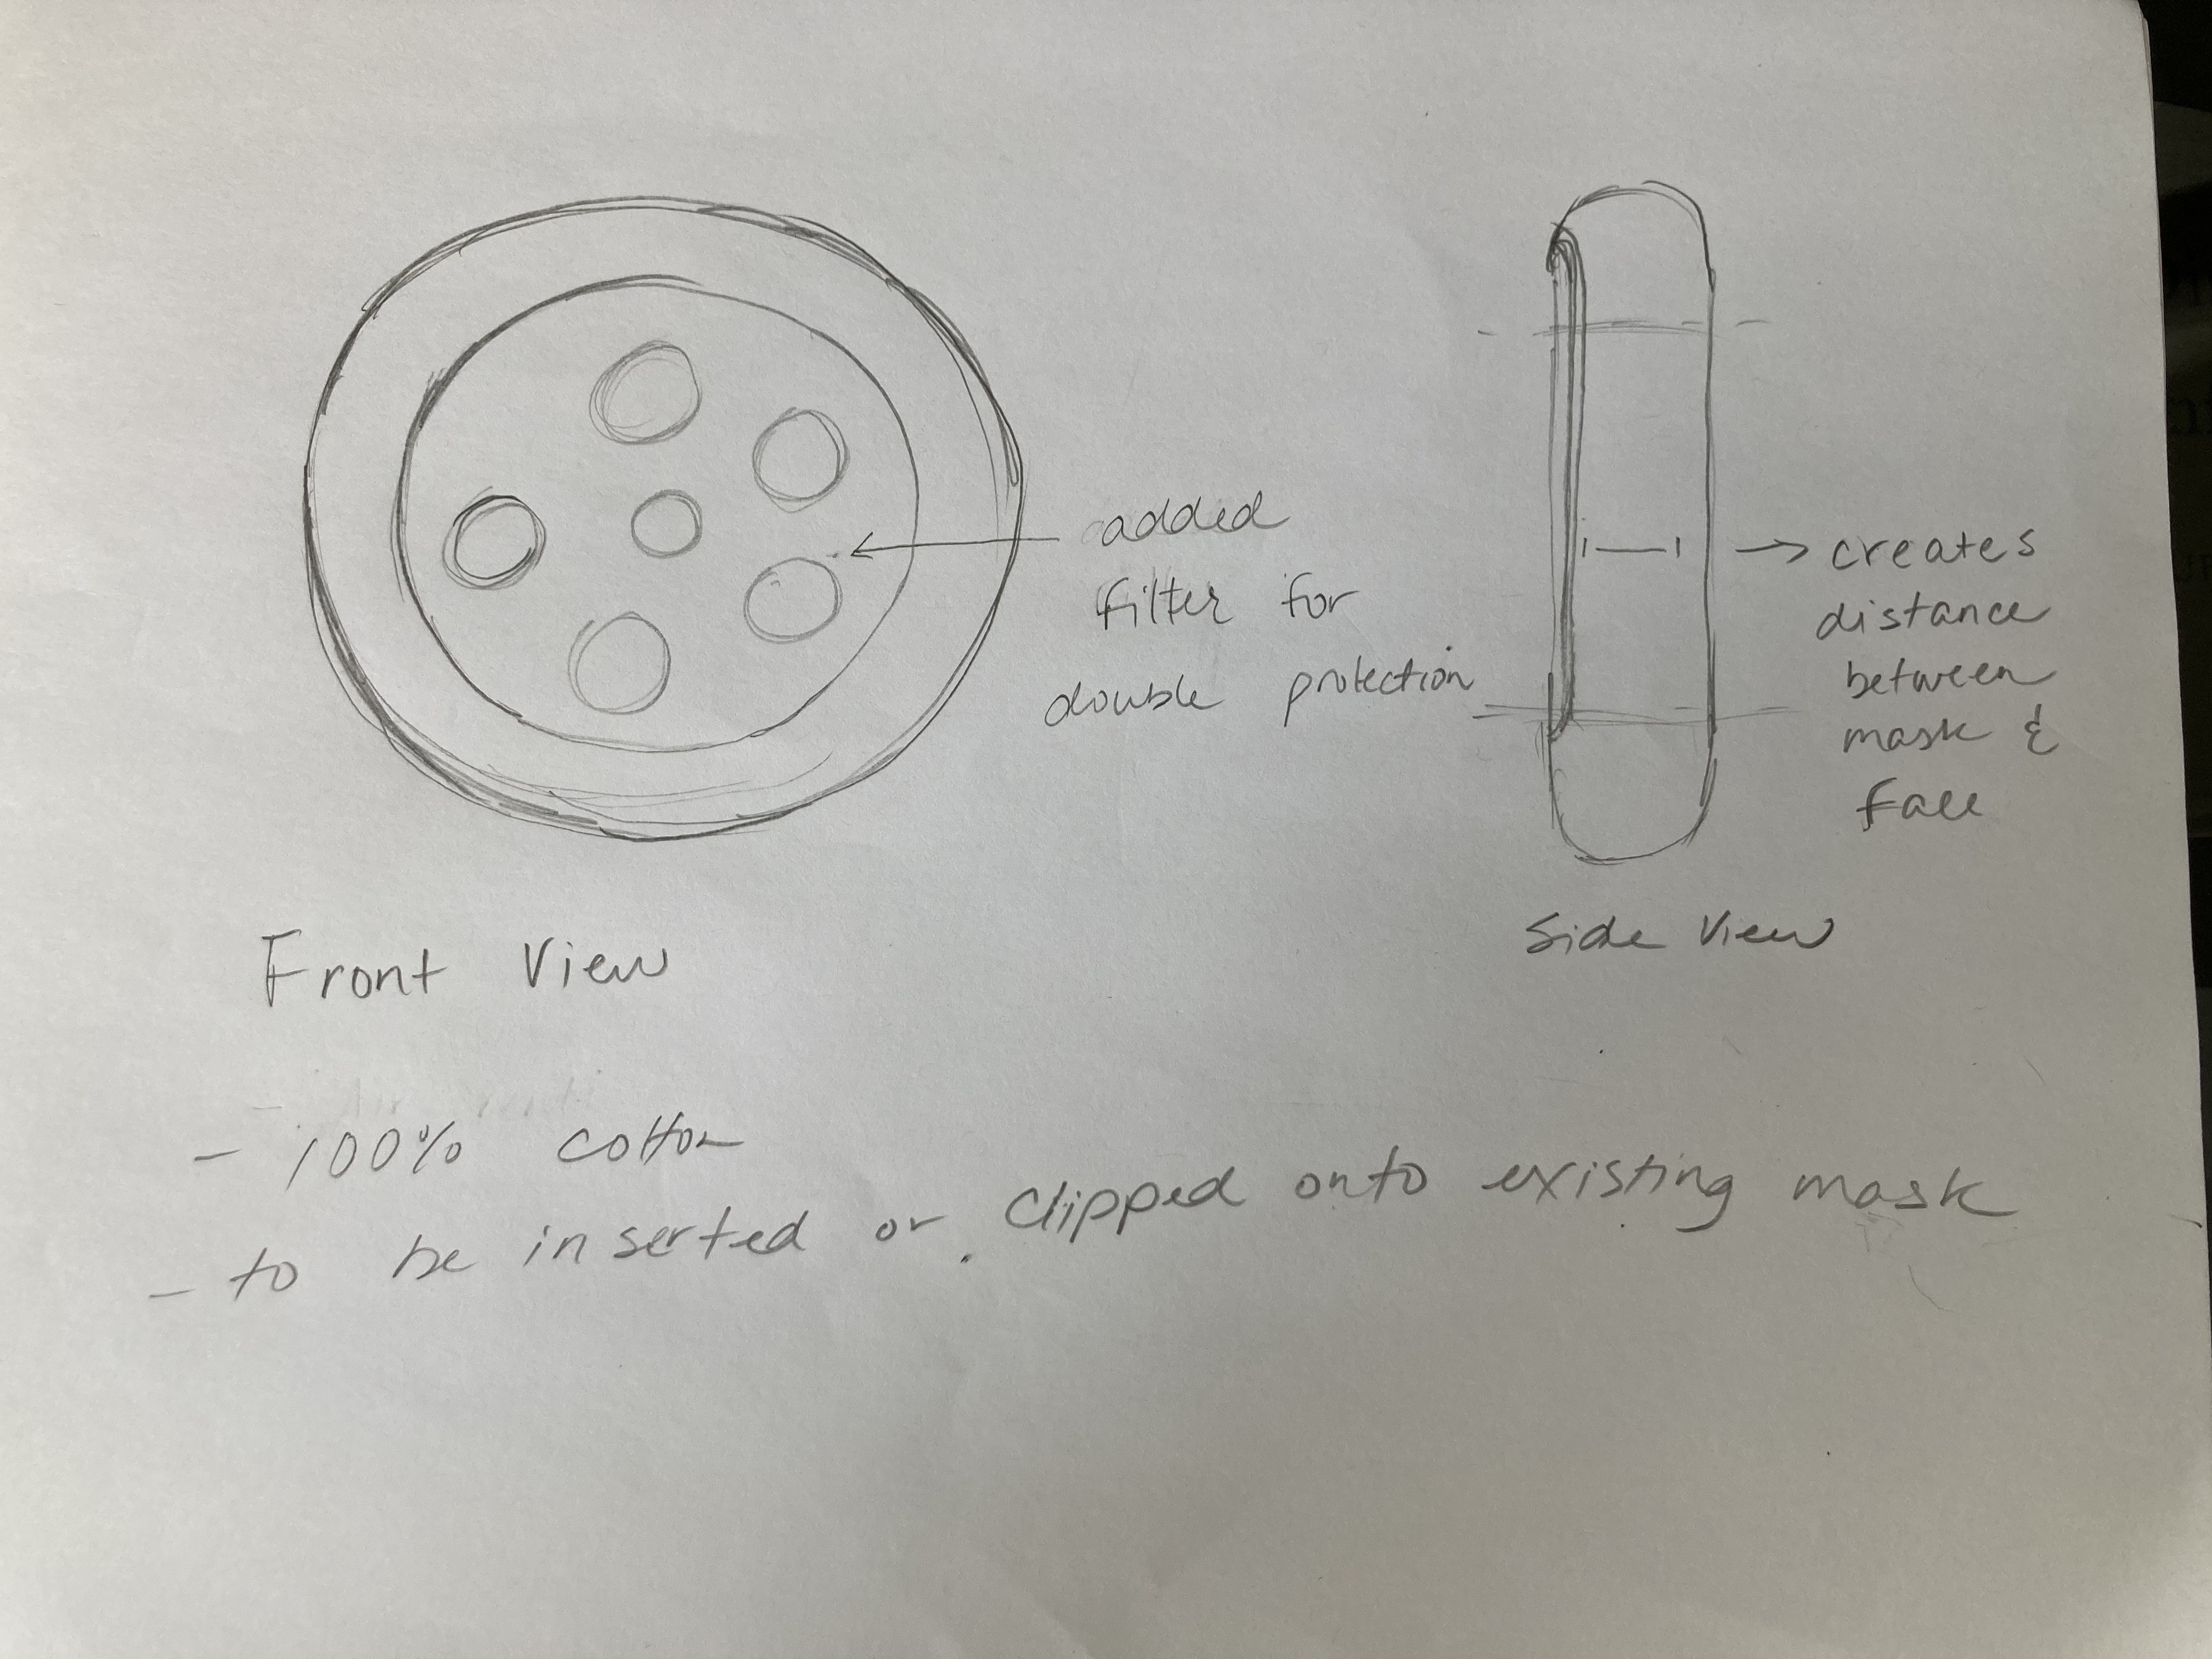 added
filter for
double protection
creates
distance
between
mask &
face
Front View
Side View
- 100% cotton
- to be inserted or clipped onto existing mask